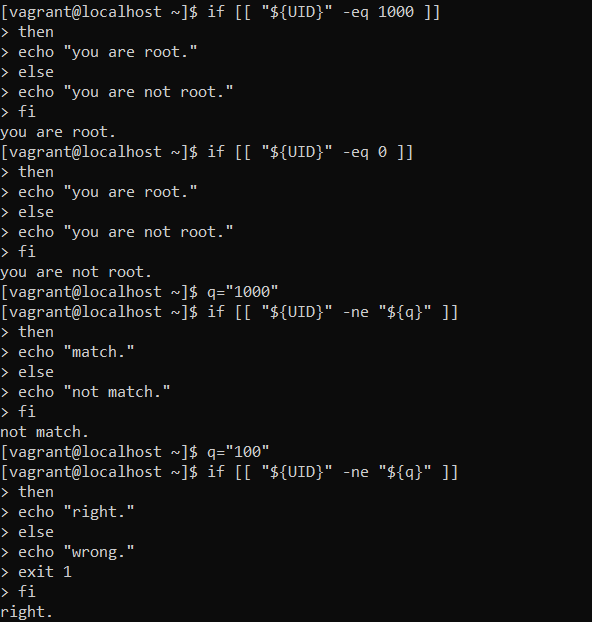 [vagrant@localhost ~]$ if [[ "${UID}" -eq 1000 ]]
> then
> echo "you are root."
> else
> echo "you are not root."
> fi
you are root.
[vagrant@localhost ~]$ if [[ "${UID}" -eq 0 ]]
> then
> echo "you are root."
> else
> echo "you are not root."
> fi
you are not root.
[vagrant@localhost ~]$ q="1000"
[vagrant@localhost ~]$ if [[ "${UID}" -ne "${q}" ]]
> then
> echo "match."
> else
> echo "not match."
> fi
not match.
[vagrant@localhost ~]$ q="100"
[vagrant@localhost ~]$ if [[ "${UID}" -ne "${q}" ]]
> then
> echo "right."
> else
> echo "wrong."
> exit 1
> fi
right.